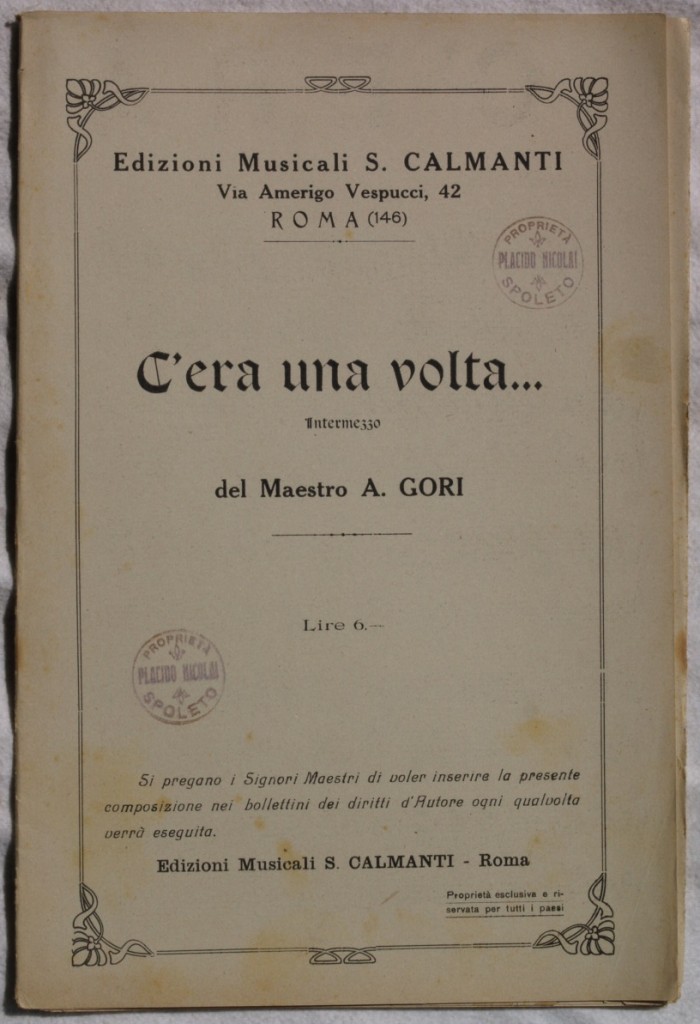 Edizioni Musicali S. CALMANTI
Via Amerigo Vespucci, 42
ROMA (146)
PROPRIETÀ
PLACIDO NICOLAI
SPOLETO
C'era una volta...
Intermezzo
del Maestro A. GORI
Lire 6.—
PROPRIETÀ
PLACIDO NICOLAI
SPOLETO
Si pregano i Signori Maestri di voler inserire la presente
composizione nei bollettini dei diritti d'Autore ogni qualvolta
verrà eseguita.
Edizioni Musicali S. CALMANTI - Roma
Proprietà esclusiva e ri-
servata per tutti i paesi